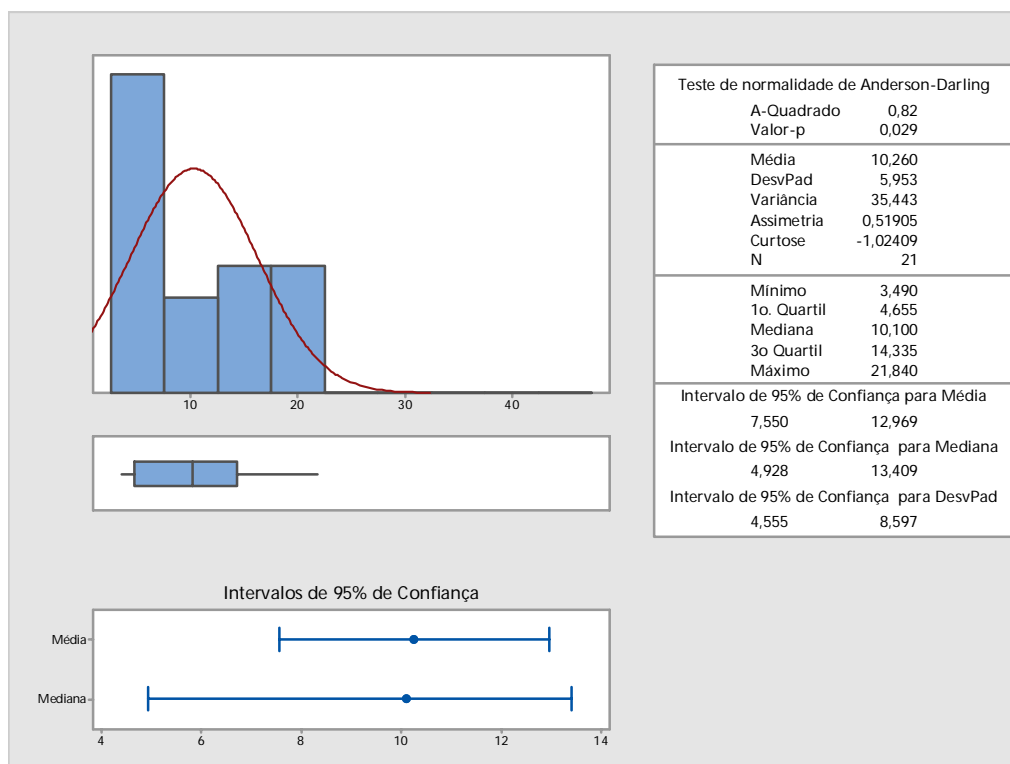 Teste de normalidade de Anderson-Darling
A-Quadrado 0,82
Valor-p 0,029
Média 10,260
DesvPad 5,953
Variância 35,443
Assimetria 0,51905
Curtose -1,02409
N 21
Mínimo 3,490
1o. Quartil 4,655
Mediana 10,100
3o Quartil 14,335
Máximo 21,840
Intervalo de 95% de Confiança para Média
7,550 12,969
Intervalo de 95% de Confiança para Mediana
4,928 13,409
Intervalo de 95% de Confiança para DesvPad
4,555 8,597
10 20 30 40
Intervalos de 95% de Confiança
Média
Mediana
4 6 8 10 12 14